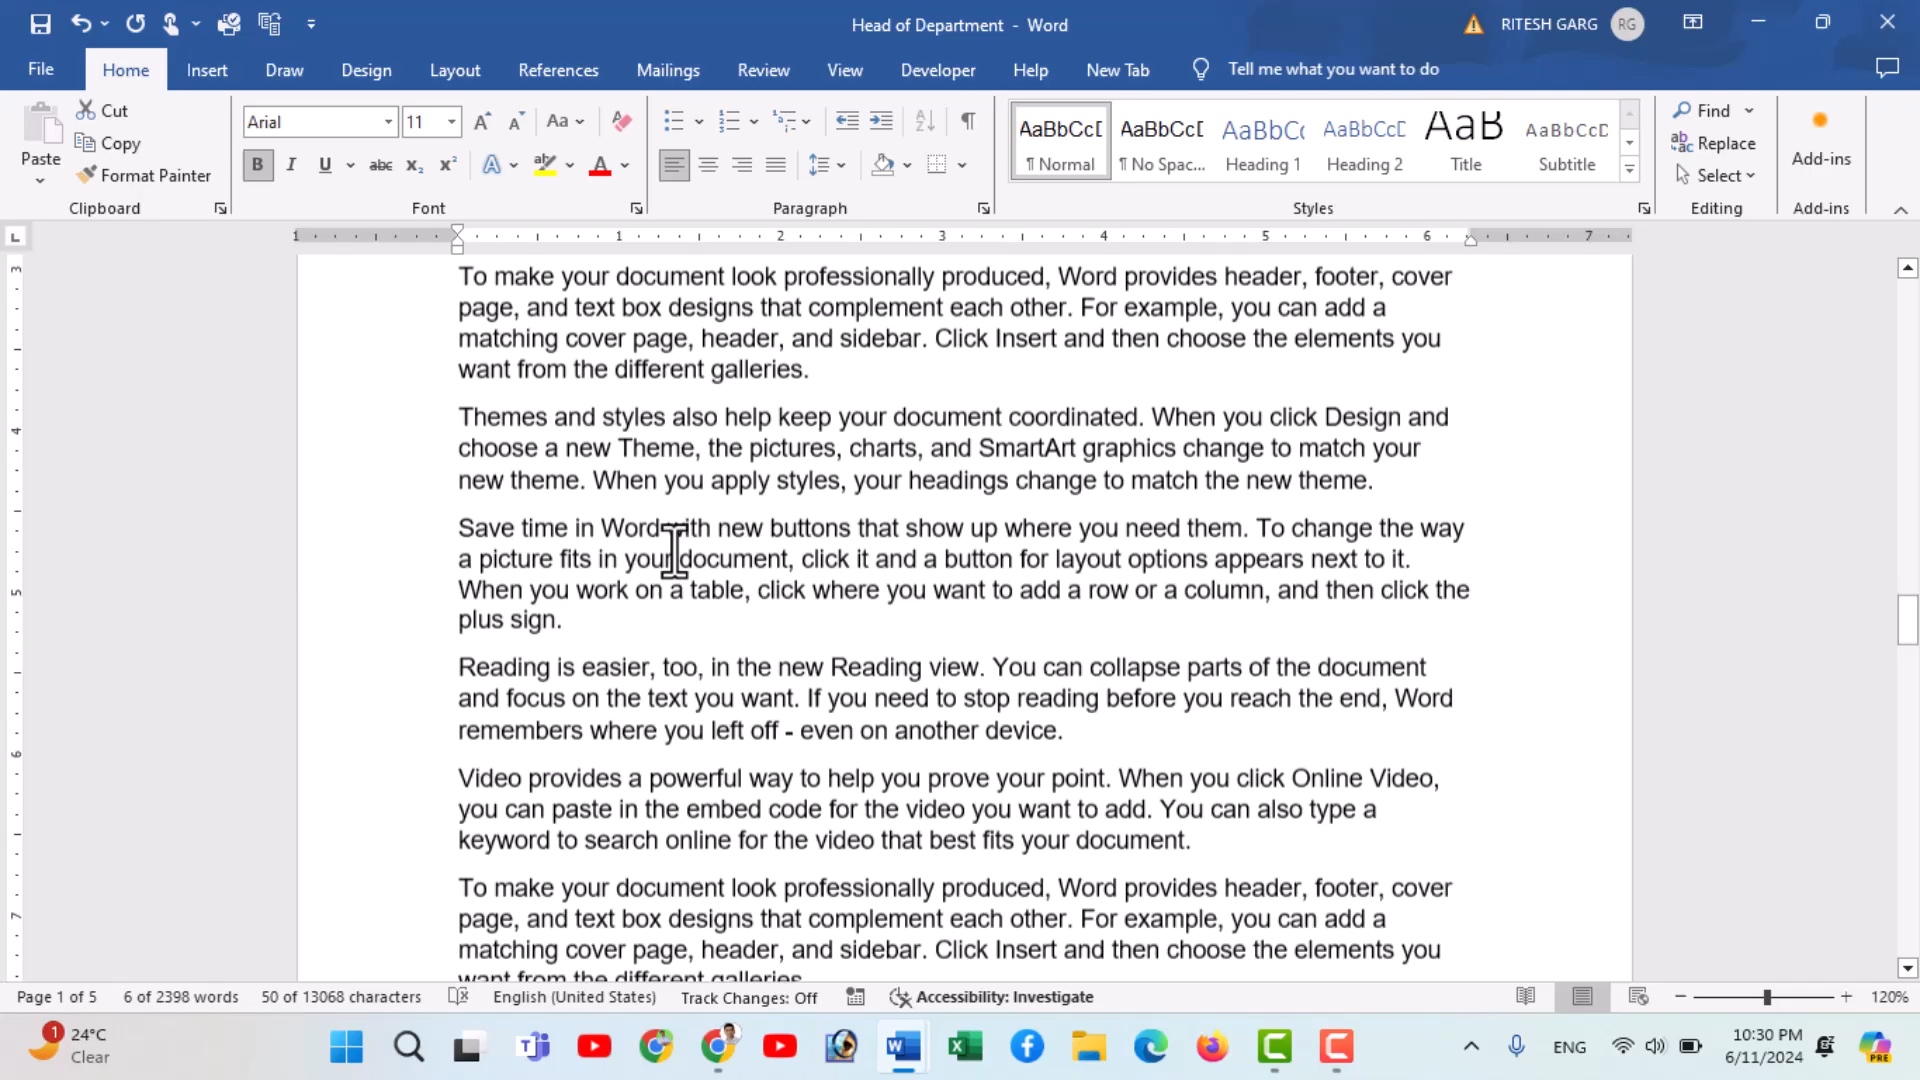 Head of Department - Word
RITESH GARG
RG
File Home Insert Draw Design Layout References Mailings Review View Developer Help New Tab Tell me what you want to do
Paste
Cut
Copy
Format Painter
Clipboard
Arial 11
Font
Paragraph
AaBbCcD AaBbCcD AaBbCc AaBbCcD AaB AaBbCcD
¶ Normal ¶ No Spac... Heading 1 Heading 2 Title Subtitle
Styles
Find
Replace
Select
Editing
Add-ins
Add-ins
1 1 2 3 4 5 6 7
To make your document look professionally produced, Word provides header, footer, cover
page, and text box designs that complement each other. For example, you can add a
matching cover page, header, and sidebar. Click Insert and then choose the elements you
want from the different galleries.
Themes and styles also help keep your document coordinated. When you click Design and
choose a new Theme, the pictures, charts, and SmartArt graphics change to match your
new theme. When you apply styles, your headings change to match the new theme.
Save time in Word with new buttons that show up where you need them. To change the way
a picture fits in your document, click it and a button for layout options appears next to it.
When you work on a table, click where you want to add a row or a column, and then click the
plus sign.
Reading is easier, too, in the new Reading view. You can collapse parts of the document
and focus on the text you want. If you need to stop reading before you reach the end, Word
remembers where you left off - even on another device.
Video provides a powerful way to help you prove your point. When you click Online Video,
you can paste in the embed code for the video you want to add. You can also type a
keyword to search online for the video that best fits your document.
To make your document look professionally produced, Word provides header, footer, cover
page, and text box designs that complement each other. For example, you can add a
matching cover page, header, and sidebar. Click Insert and then choose the elements you
want from the different galleries.
Page 1 of 5 6 of 2398 words 50 of 13068 characters English (United States) Track Changes: Off Accessibility: Investigate 120%
1
24°C
Clear
ENG
10:30 PM
6/11/2024
PRE